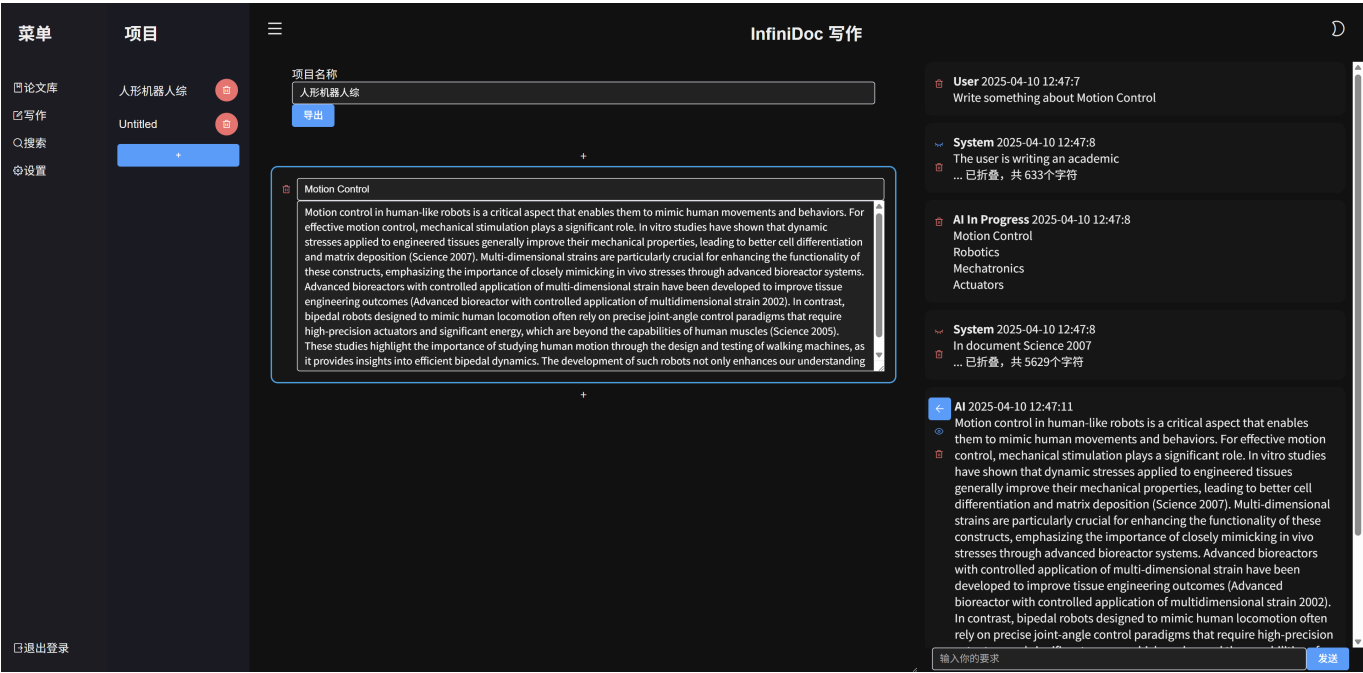 菜单
论文库
写作
搜索
设置
退出登录
项目
人形机器人综
Untitled
+
InfiniDoc 写作
项目名称
人形机器人综
导出
+
Motion Control
Motion control in human-like robots is a critical aspect that enables them to mimic human movements and behaviors. For
effective motion control, mechanical stimulation plays a significant role. In vitro studies have shown that dynamic
stresses applied to engineered tissues generally improve their mechanical properties, leading to better cell differentiation
and matrix deposition (Science 2007). Multi-dimensional strains are particularly crucial for enhancing the functionality of
these constructs, emphasizing the importance of closely mimicking in vivo stresses through advanced bioreactor systems.
Advanced bioreactors with controlled application of multi-dimensional strain have been developed to improve tissue
engineering outcomes (Advanced bioreactor with controlled application of multidimensional strain 2002). In contrast,
bipedal robots designed to mimic human locomotion often rely on precise joint-angle control paradigms that require
high-precision actuators and significant energy, which are beyond the capabilities of human muscles (Science 2005).
These studies highlight the importance of studying human motion through the design and testing of walking machines, as
it provides insights into efficient bipedal dynamics. The development of such robots not only enhances our understanding
+
User 2025-04-10 12:47:7
Write something about Motion Control
System 2025-04-10 12:47:8
The user is writing an academic
... 已折叠，共 633个字符
AI In Progress 2025-04-10 12:47:8
Motion Control
Robotics
Mechatronics
Actuators
System 2025-04-10 12:47:8
In document Science 2007
... 已折叠，共 5629个字符
AI 2025-04-10 12:47:11
Motion control in human-like robots is a critical aspect that enables
them to mimic human movements and behaviors. For effective motion
control, mechanical stimulation plays a significant role. In vitro studies
have shown that dynamic stresses applied to engineered tissues
generally improve their mechanical properties, leading to better cell
differentiation and matrix deposition (Science 2007). Multi-dimensional
strains are particularly crucial for enhancing the functionality of these
constructs, emphasizing the importance of closely mimicking in vivo
stresses through advanced bioreactor systems. Advanced bioreactors
with controlled application of multi-dimensional strain have been
developed to improve tissue engineering outcomes (Advanced
bioreactor with controlled application of multidimensional strain 2002).
In contrast, bipedal robots designed to mimic human locomotion often
rely on precise joint-angle control paradigms that require high-precision
输入你的要求
发送